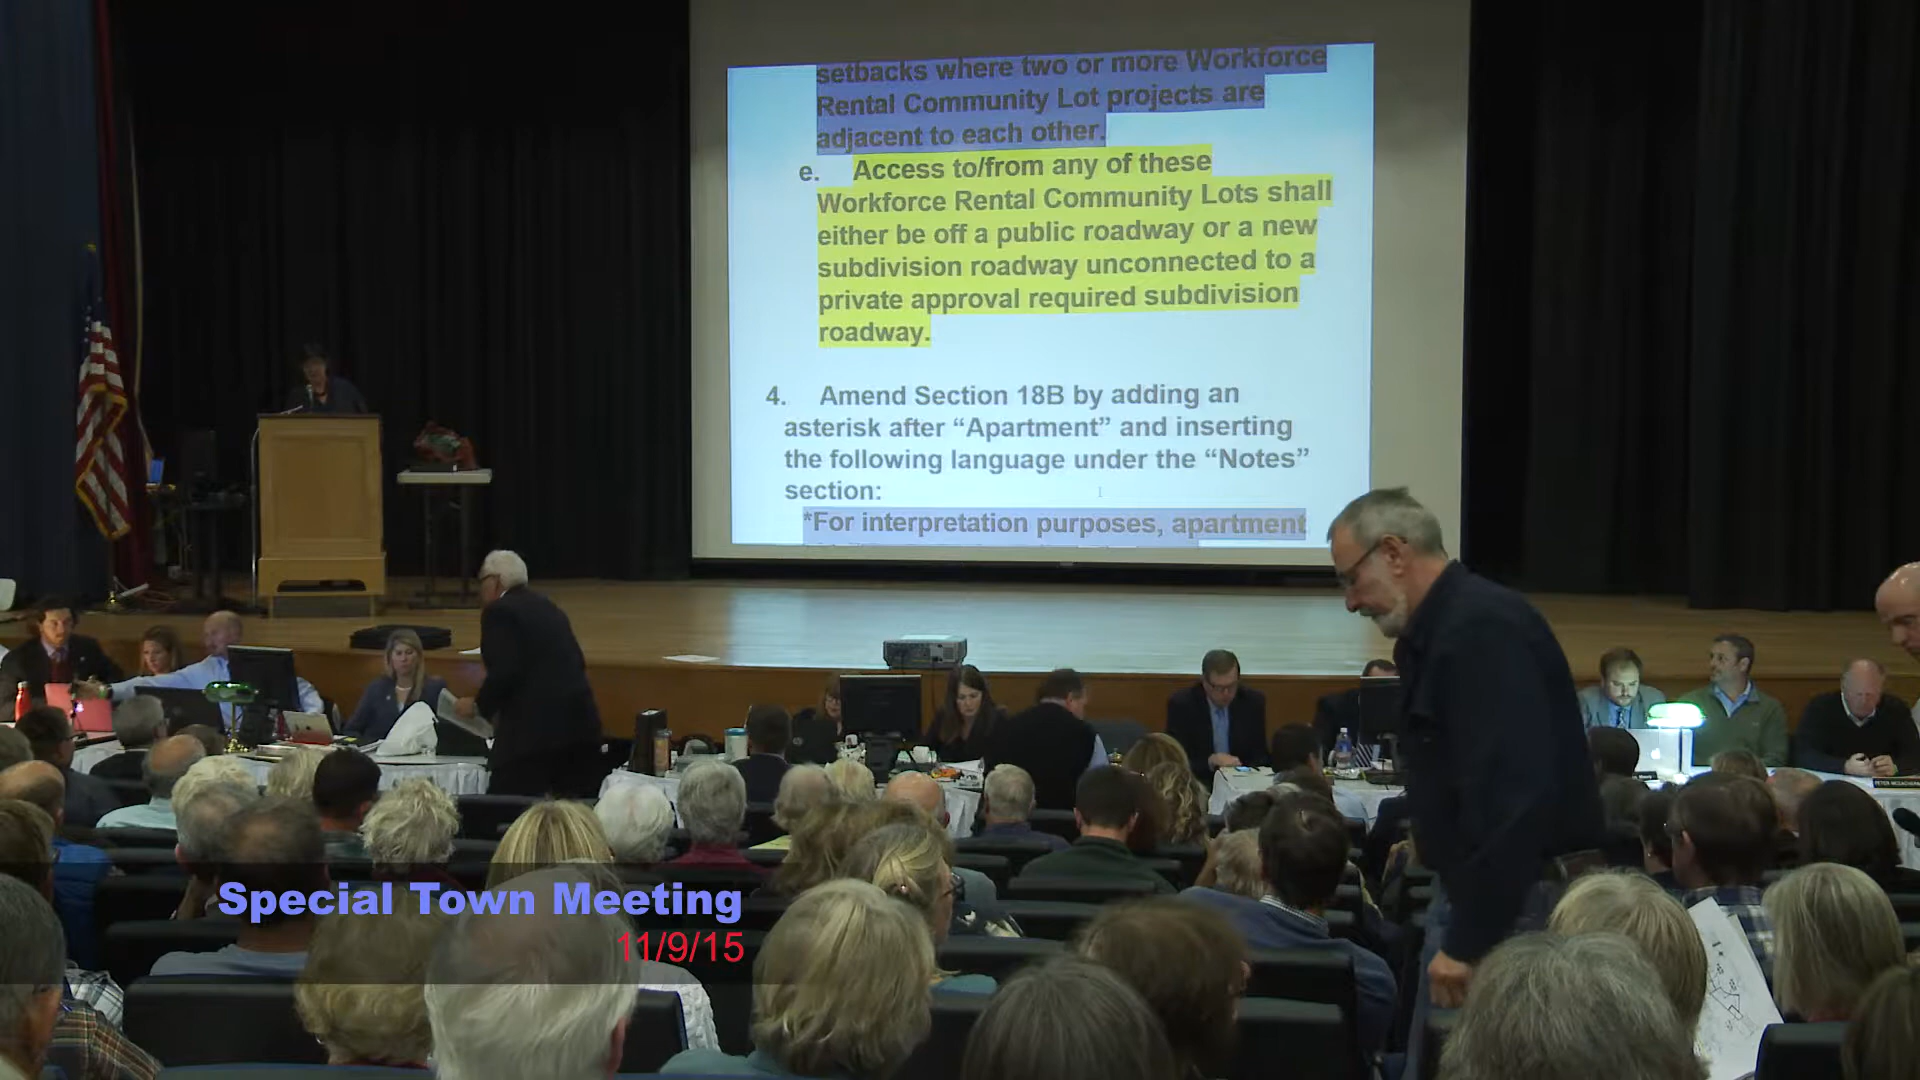 setbacks where two or more Workforce
Rental Community Lot projects are
adjacent to each other.
e. Access to/from any of these
Workforce Rental Community Lots shall
either be off a public roadway or a new
subdivision roadway unconnected to a
private approval required subdivision
roadway.
4. Amend Section 18B by adding an
asterisk after “Apartment” and inserting
the following language under the “Notes”
section:
*For interpretation purposes, apartment
Special Town Meeting
11/9/15